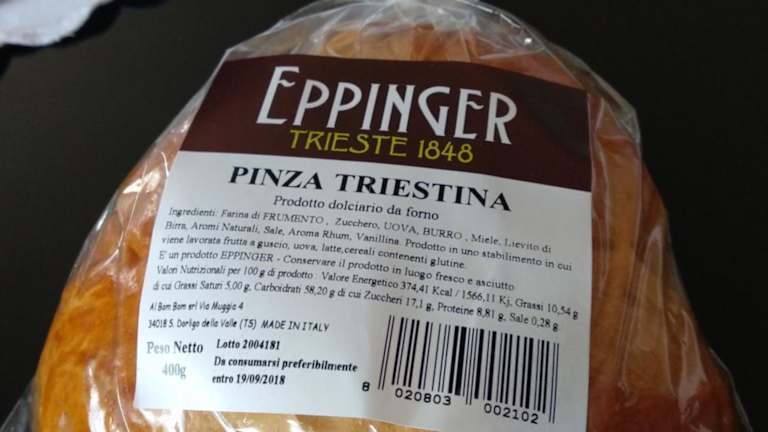 EPPINGER
TRIESTE 1848
PINZA TRIESTINA
Prodotto dolciario da forno
Ingredienti: Farina di FRUMENTO , Zucchero, UOVA, BURRO , Miele, Lievito di
Birra, Aromi Naturali, Sale, Aroma Rhum, Vanillina. Prodotto in uno stabilimento in cui
viene lavorata frutta a guscio, uova, latte,cereali contenenti glutine.
E' un prodotto EPPINGER - Conservare il prodotto in luogo fresco e asciutto
Valori Nutrizionali per 100 g di prodotto : Valore Energetico 374,41 Kcal / 1566,11 Kj, Grassi 10,54 g
di cui Grassi Saturi 5,00 g, Carboidrati 58,20 g di cui Zuccheri 17,1 g, Proteine 8,81 g, Sale 0,28 g.
Al Bom Bom srl Via Muggia 4
34018 S. Dorligo della Valle (TS) MADE IN ITALY
Peso Netto
400g
Lotto 2004181
Da consumarsi preferibilmente
entro 19/09/2018
8 020803 002102